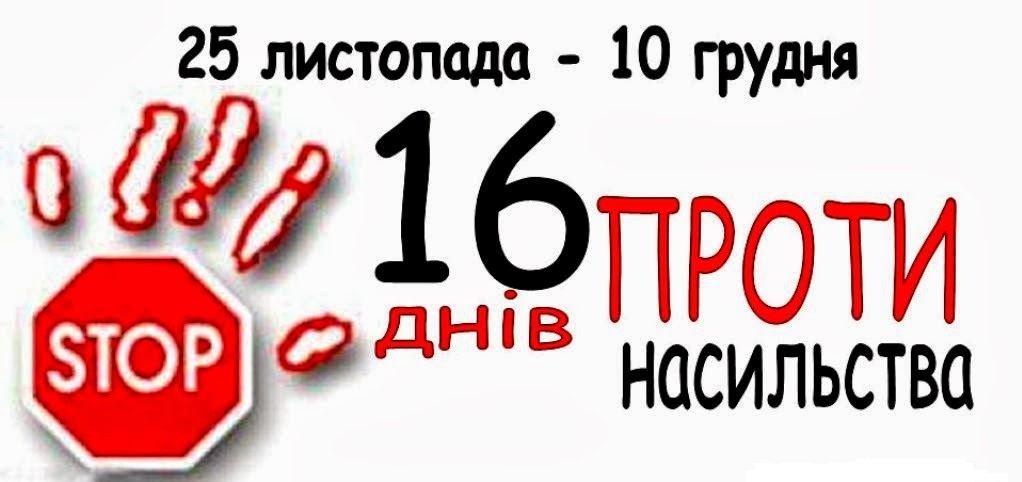 25 листопада - 10 грудня
16
днів
ПРОТИ
насильства
STOP